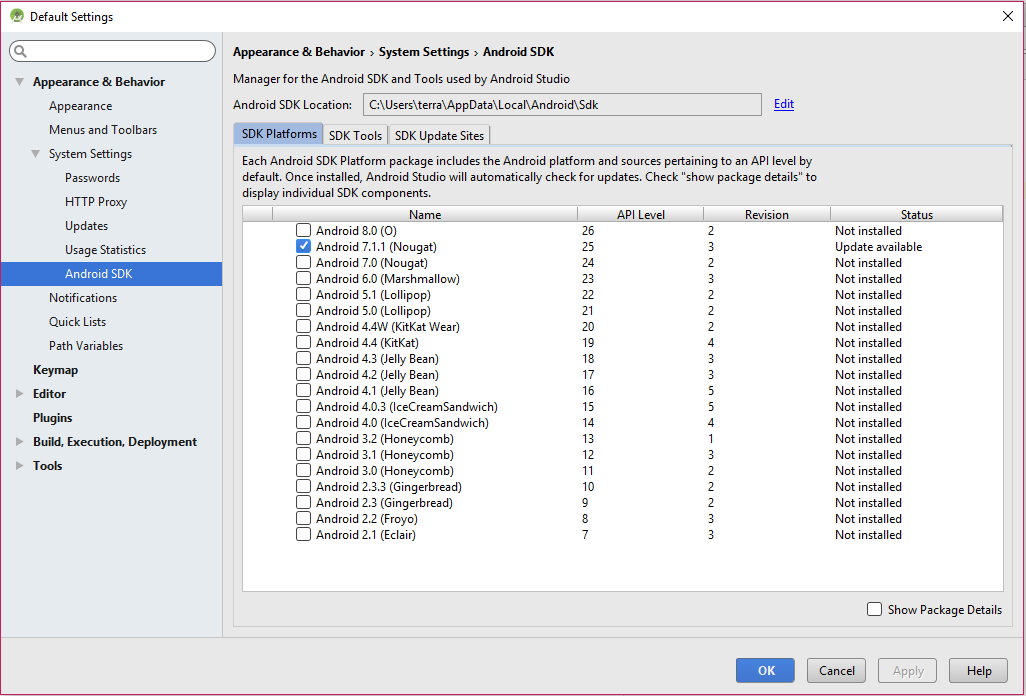 Default Settings
Appearance & Behavior
Appearance
Menus and Toolbars
System Settings
Passwords
HTTP Proxy
Updates
Usage Statistics
Android SDK
Notifications
Quick Lists
Path Variables
Keymap
Editor
Plugins
Build, Execution, Deployment
Tools
Appearance & Behavior › System Settings › Android SDK
Manager for the Android SDK and Tools used by Android Studio
Android SDK Location: C:\Users\terra\AppData\Local\Android\Sdk Edit
SDK Platforms SDK Tools SDK Update Sites
Each Android SDK Platform package includes the Android platform and sources pertaining to an API level by
default. Once installed, Android Studio will automatically check for updates. Check "show package details" to
display individual SDK components.
Name API Level Revision Status
Android 8.0 (O) 26 2 Not installed
Android 7.1.1 (Nougat) 25 3 Update available
Android 7.0 (Nougat) 24 2 Not installed
Android 6.0 (Marshmallow) 23 3 Not installed
Android 5.1 (Lollipop) 22 2 Not installed
Android 5.0 (Lollipop) 21 2 Not installed
Android 4.4W (KitKat Wear) 20 2 Not installed
Android 4.4 (KitKat) 19 4 Not installed
Android 4.3 (Jelly Bean) 18 3 Not installed
Android 4.2 (Jelly Bean) 17 3 Not installed
Android 4.1 (Jelly Bean) 16 5 Not installed
Android 4.0.3 (IceCreamSandwich) 15 5 Not installed
Android 4.0 (IceCreamSandwich) 14 4 Not installed
Android 3.2 (Honeycomb) 13 1 Not installed
Android 3.1 (Honeycomb) 12 3 Not installed
Android 3.0 (Honeycomb) 11 2 Not installed
Android 2.3.3 (Gingerbread) 10 2 Not installed
Android 2.3 (Gingerbread) 9 2 Not installed
Android 2.2 (Froyo) 8 3 Not installed
Android 2.1 (Eclair) 7 3 Not installed
Show Package Details
OK Cancel Apply Help